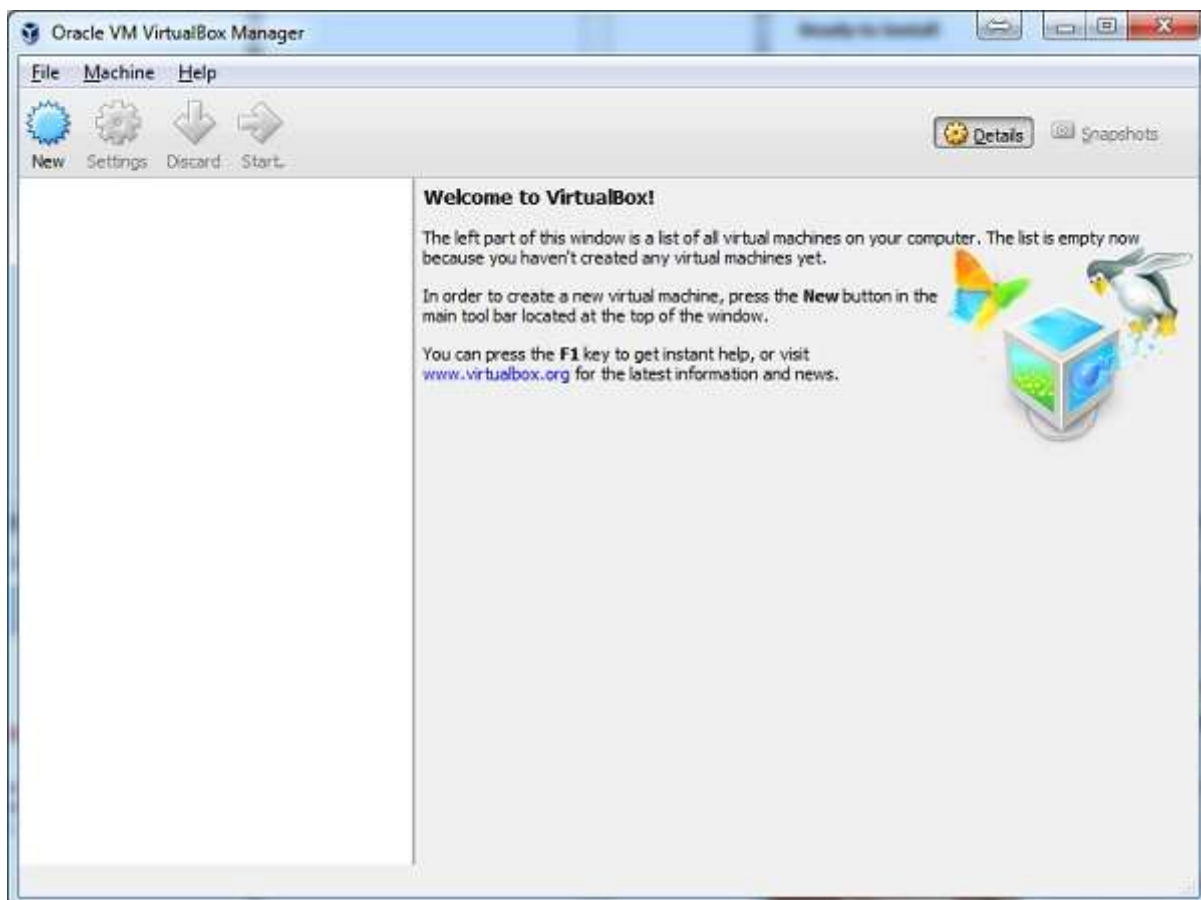 Oracle VM VirtualBox Manager
Ready to Install
File Machine Help
New Settings Discard Start
Details Snapshots
Welcome to VirtualBox!
The left part of this window is a list of all virtual machines on your computer. The list is empty now
because you haven't created any virtual machines yet.
In order to create a new virtual machine, press the New button in the
main tool bar located at the top of the window.
You can press the F1 key to get instant help, or visit
www.virtualbox.org for the latest information and news.